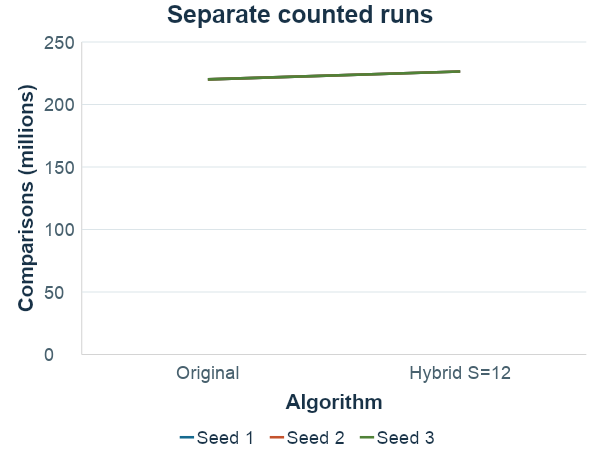 Separate counted runs
250
200
150
100
50
0
Comparisons (millions)
Original Hybrid S=12
Algorithm
Seed 1 Seed 2 Seed 3